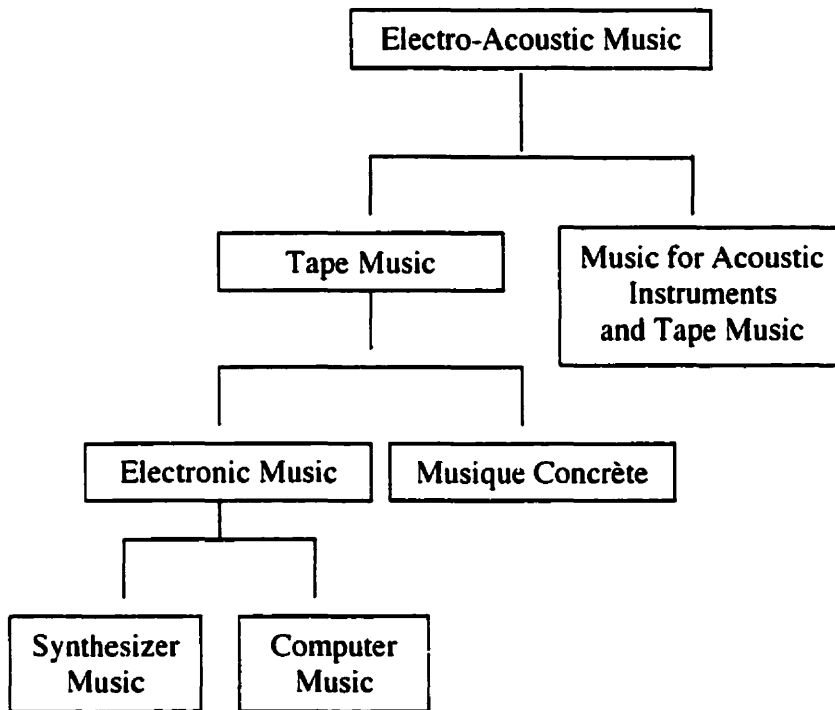 Electro-Acoustic Music
Tape Music
Music for Acoustic
Instruments
and Tape Music
Electronic Music
Musique Concrète
Synthesizer
Music
Computer
Music